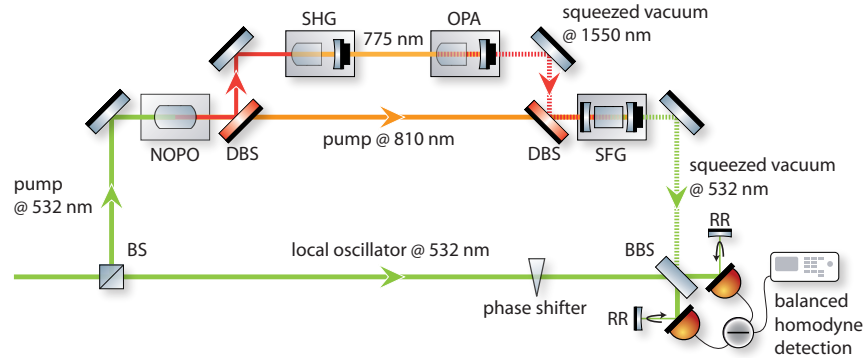 SHG
OPA
squeezed vacuum
@ 1550 nm
775 nm
NOPO
DBS
pump @ 810 nm
DBS
SFG
pump
@ 532 nm
squeezed vacuum
@ 532 nm
BS
local oscillator @ 532 nm
BBS
RR
phase shifter
RR
balanced
homodyne
detection